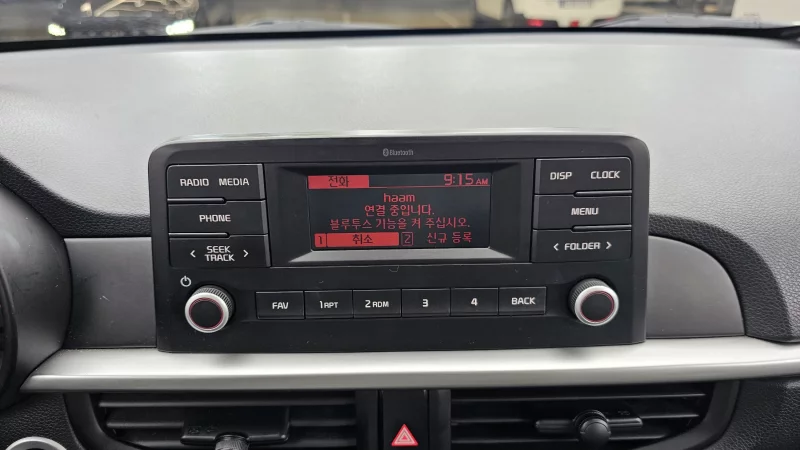 Bluetooth
전화 9:15 AM
haam
연결 중입니다.
블루투스 기능을 켜 주십시오.
1 취소 2 신규 등록
RADIO MEDIA
PHONE
< SEEK TRACK >
DISP CLOCK
MENU
< FOLDER >
FAV 1 RPT 2 RDM 3 4 BACK